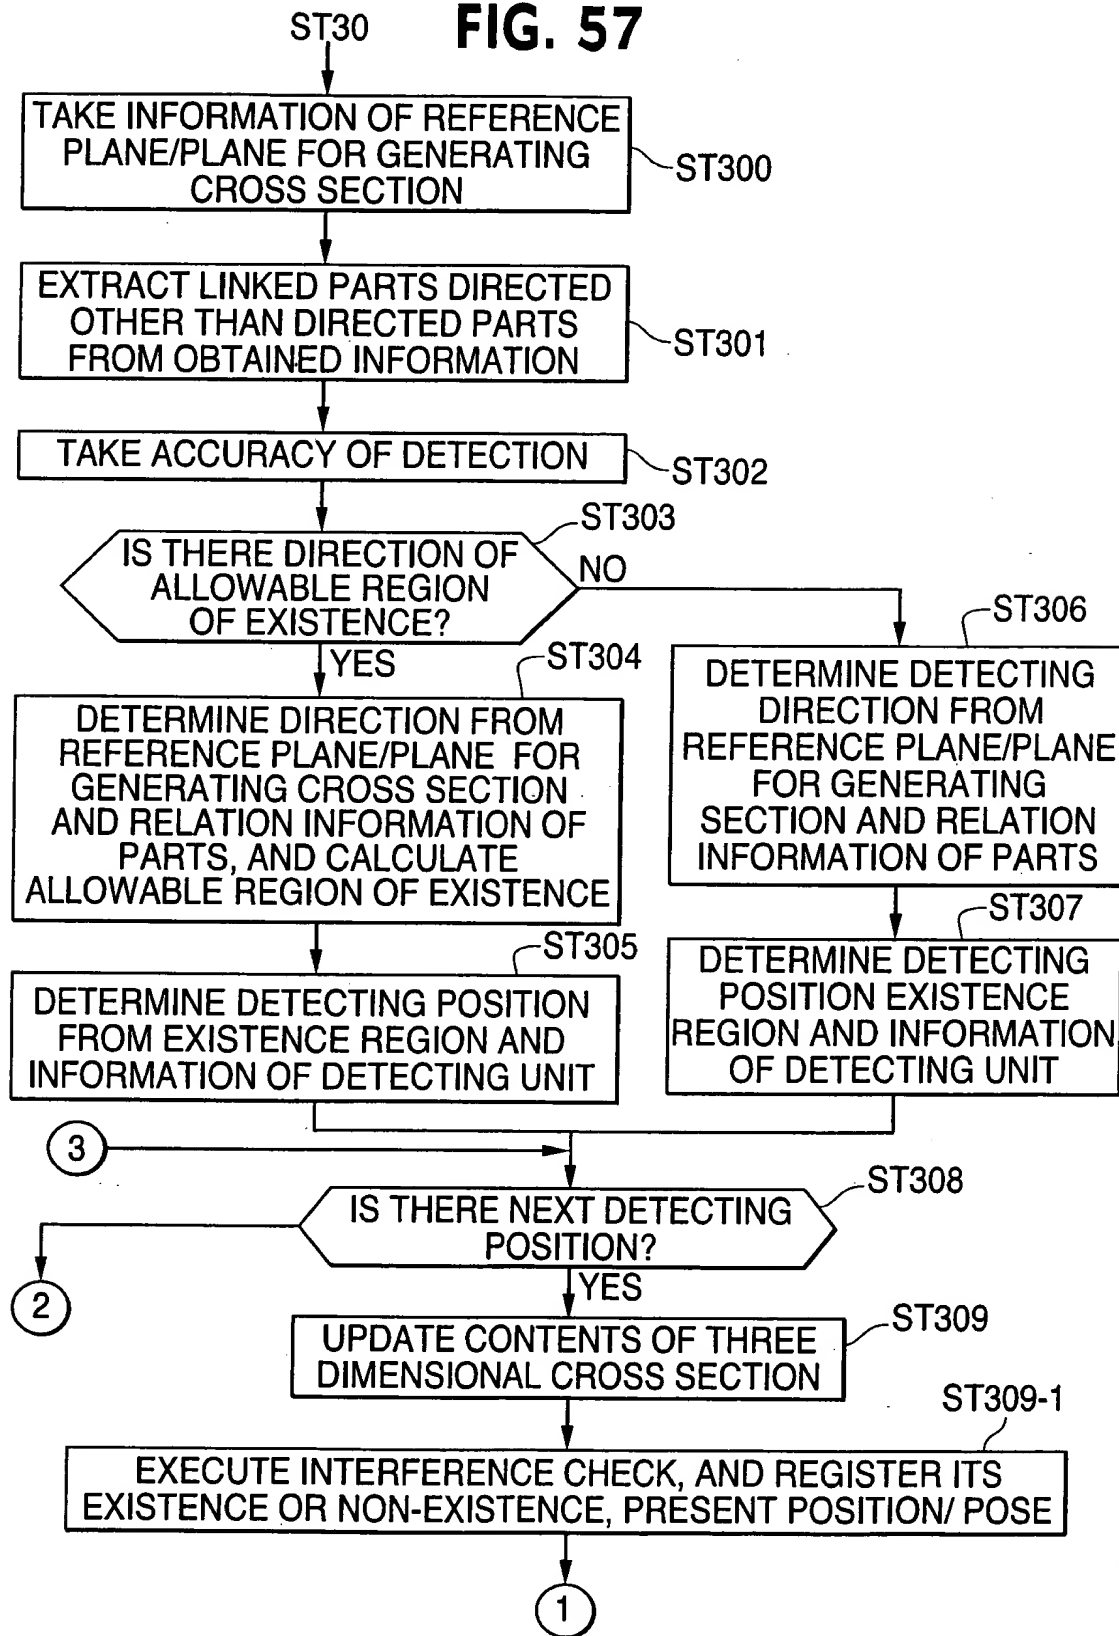 FIG. 57
ST30
TAKE INFORMATION OF REFERENCE
PLANE/PLANE FOR GENERATING
CROSS SECTION
ST300
EXTRACT LINKED PARTS DIRECTED
OTHER THAN DIRECTED PARTS
FROM OBTAINED INFORMATION
ST301
TAKE ACCURACY OF DETECTION
ST302
ST303
IS THERE DIRECTION OF
ALLOWABLE REGION
OF EXISTENCE?
NO
YES
ST304
DETERMINE DIRECTION FROM
REFERENCE PLANE/PLANE FOR
GENERATING CROSS SECTION
AND RELATION INFORMATION OF
PARTS, AND CALCULATE
ALLOWABLE REGION OF EXISTENCE
ST306
DETERMINE DETECTING
DIRECTION FROM
REFERENCE PLANE/PLANE
FOR GENERATING
SECTION AND RELATION
INFORMATION OF PARTS
ST305
DETERMINE DETECTING POSITION
FROM EXISTENCE REGION AND
INFORMATION OF DETECTING UNIT
ST307
DETERMINE DETECTING
POSITION EXISTENCE
REGION AND INFORMATION
OF DETECTING UNIT
3
ST308
IS THERE NEXT DETECTING
POSITION?
2
YES
ST309
UPDATE CONTENTS OF THREE
DIMENSIONAL CROSS SECTION
ST309-1
EXECUTE INTERFERENCE CHECK, AND REGISTER ITS
EXISTENCE OR NON-EXISTENCE, PRESENT POSITION/ POSE
1